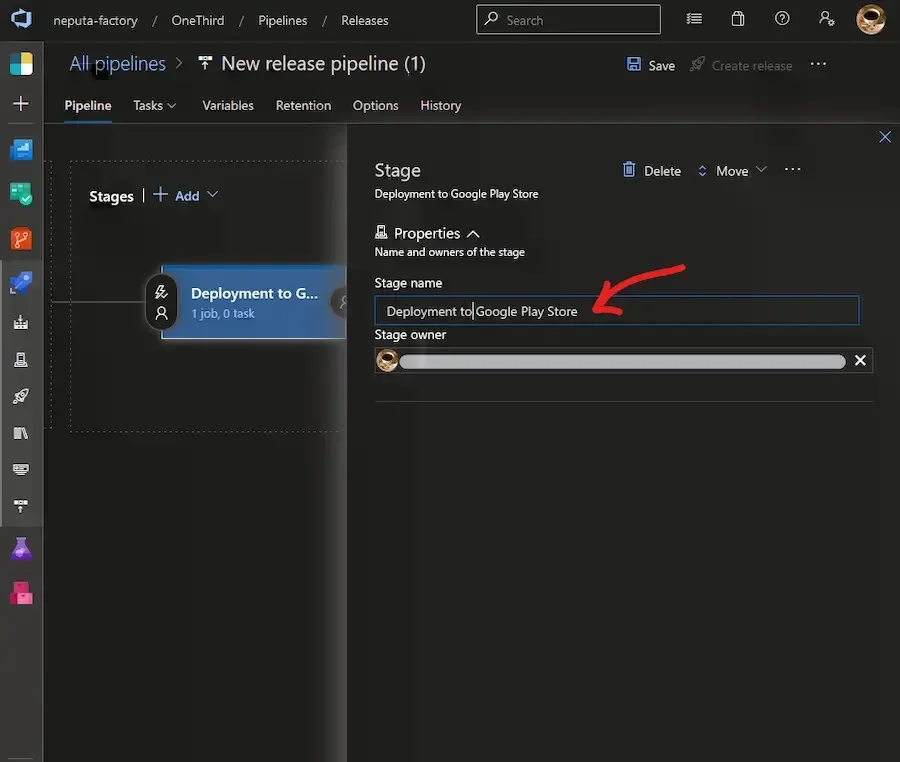 neputa-factory / OneThird / Pipelines / Releases
Search
All pipelines > New release pipeline (1)
Save Create release ...
Pipeline Tasks Variables Retention Options History
Stages | + Add
Deployment to G...
1 job, 0 task
Stage
Delete Move ...
Deployment to Google Play Store
Properties
Name and owners of the stage
Stage name
Deployment to Google Play Store
Stage owner